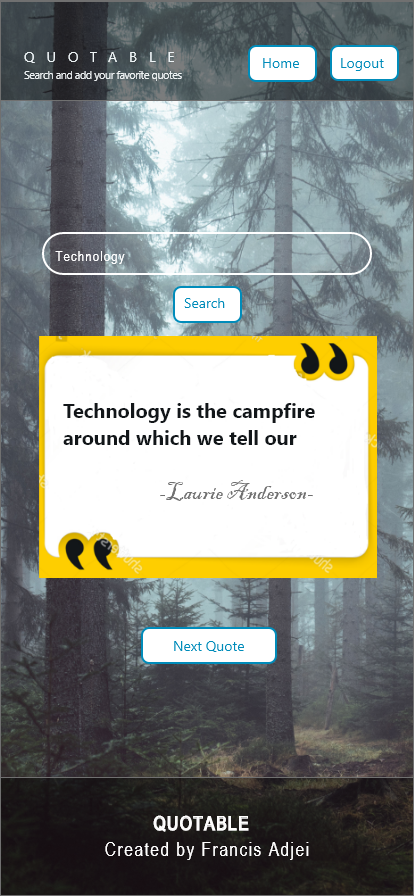 QUOTABLE
Search and add your favorite quotes
Home
Logout
Technology
Search
Technology is the campfire
around which we tell our
-Laurie Anderson-
Next Quote
QUOTABLE
Created by Francis Adjei